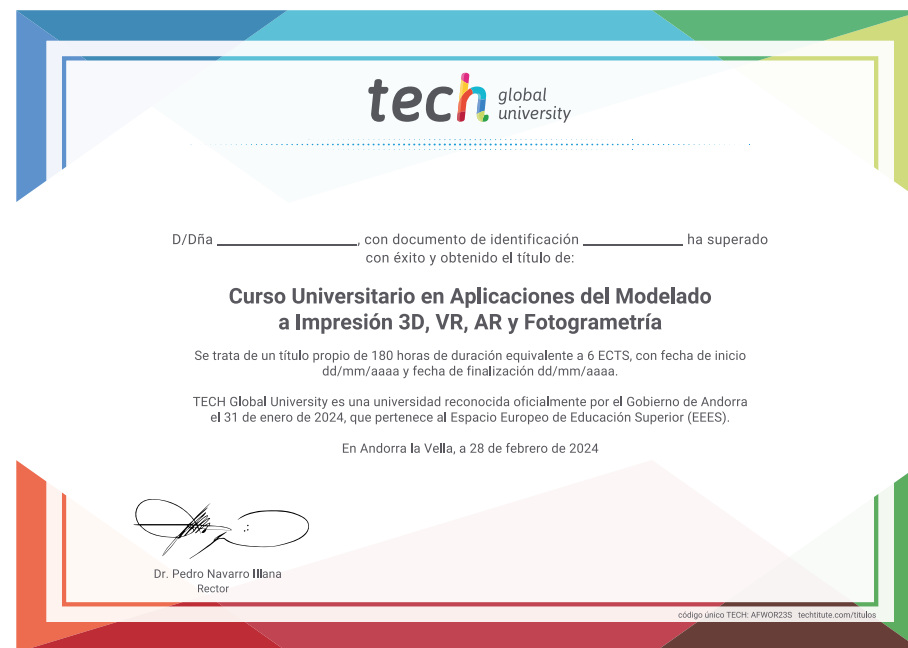 tech global university
D/Dña ____________________, con documento de identificación ______________ ha superado
con éxito y obtenido el título de:
Curso Universitario en Aplicaciones del Modelado
a Impresión 3D, VR, AR y Fotogrametría
Se trata de un título propio de 180 horas de duración equivalente a 6 ECTS, con fecha de inicio
dd/mm/aaaa y fecha de finalización dd/mm/aaaa.
TECH Global University es una universidad reconocida oficialmente por el Gobierno de Andorra
el 31 de enero de 2024, que pertenece al Espacio Europeo de Educación Superior (EEES).
En Andorra la Vella, a 28 de febrero de 2024
Dr. Pedro Navarro Illana
Rector
código único TECH: AFWOR23S techtitute.com/titulos